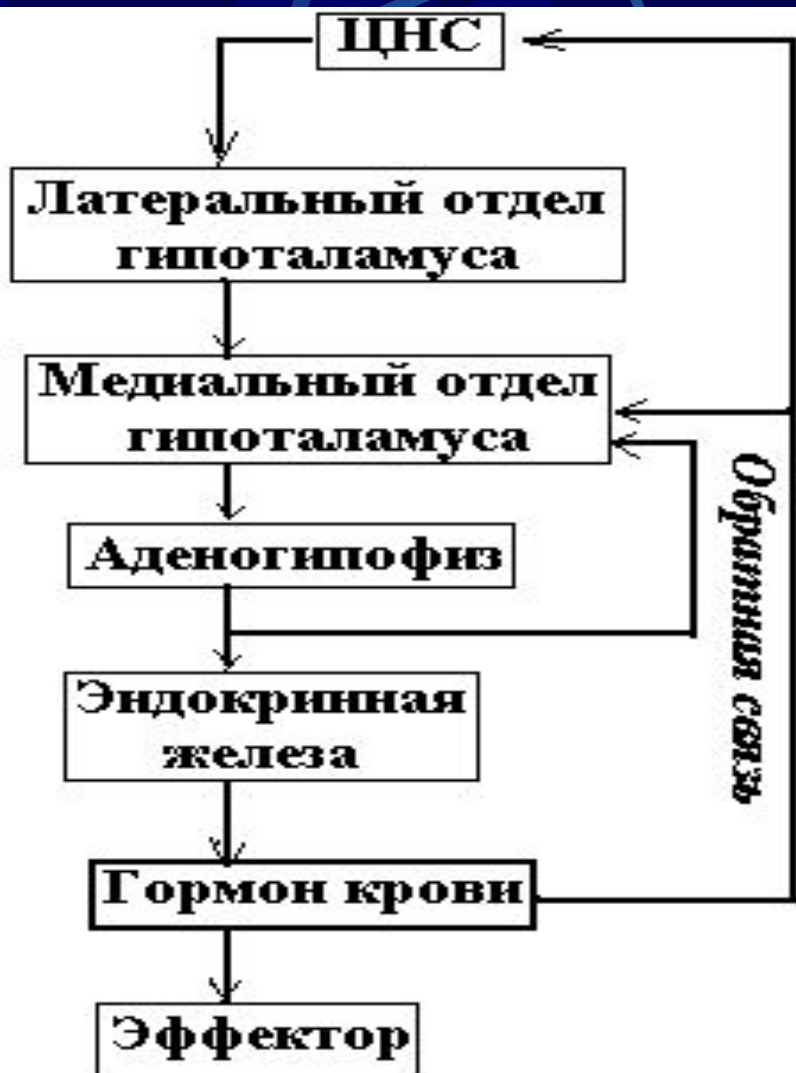 ЦНС
Латеральный отдел
гипоталамуса
Медиальный отдел
гипоталамуса
Аденогипофиз
Эндокринная
железа
Гормон крови
Эффектор
Обратная связь